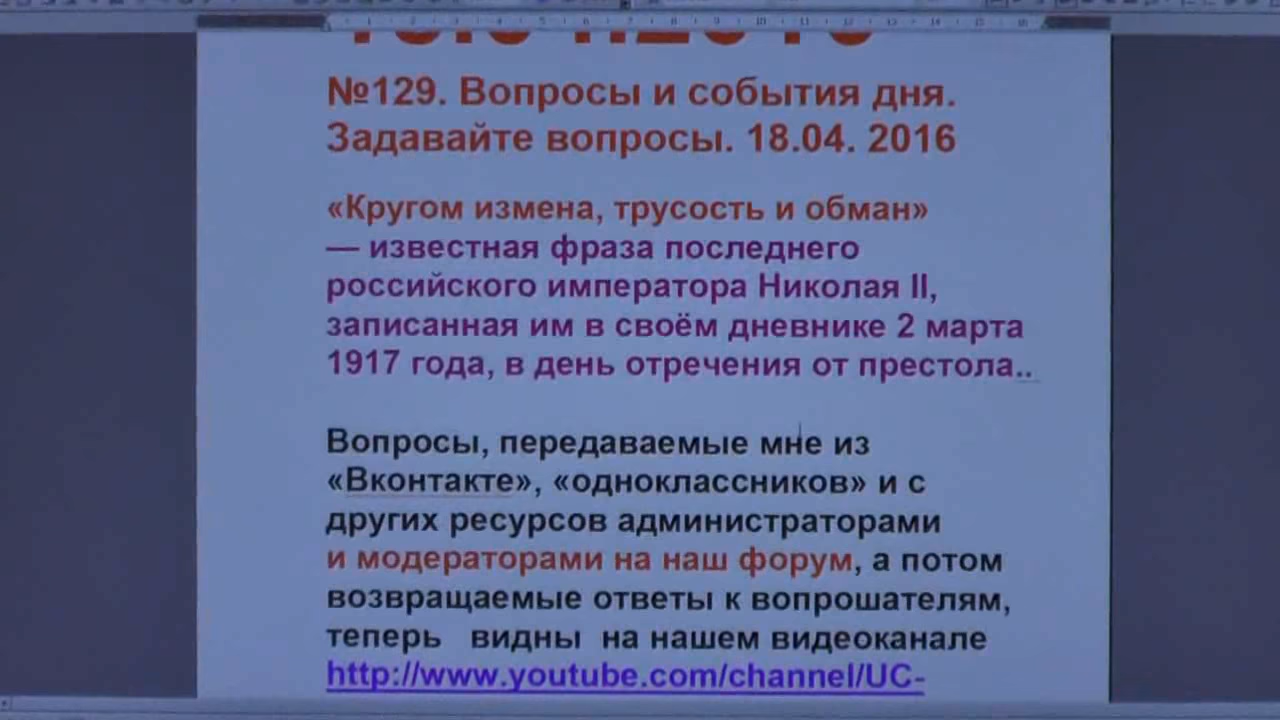 №129. Вопросы и события дня.
Задавайте вопросы. 18.04. 2016
«Кругом измена, трусость и обман»
— известная фраза последнего
российского императора Николая II,
записанная им в своём дневнике 2 марта
1917 года, в день отречения от престола..
Вопросы, передаваемые мне из
«Вконтакте», «одноклассников» и с
других ресурсов администраторами
и модераторами на наш форум, а потом
возвращаемые ответы к вопрошателям,
теперь видны на нашем видеоканале
http://www.youtube.com/channel/UC-